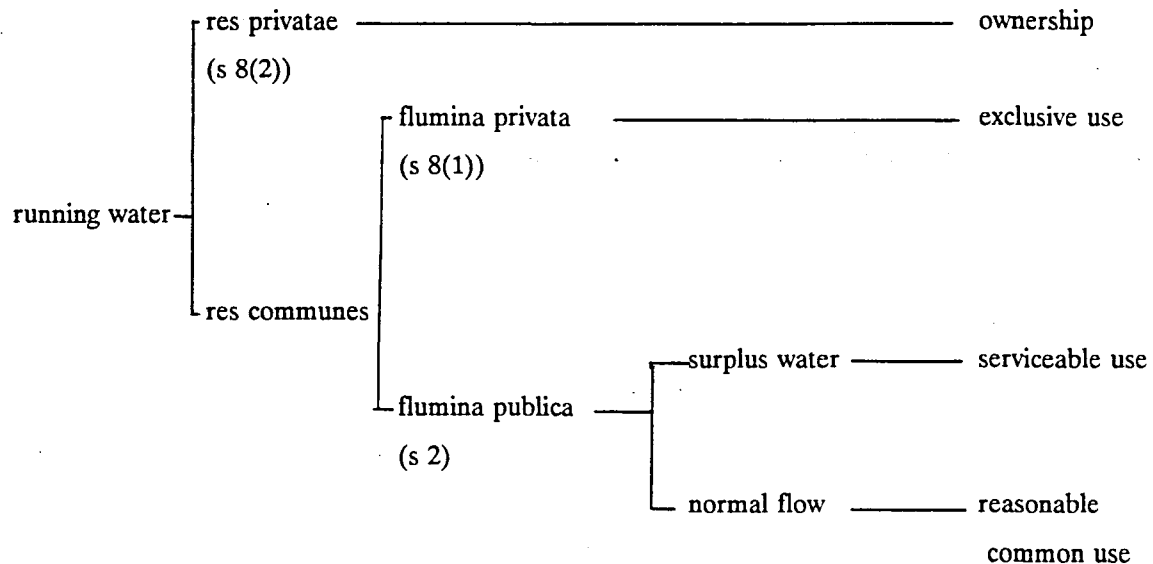 res privatae ownership
(s 8(2))
flumina privata exclusive use
(s 8(1))
running water
res communes
surplus water serviceable use
flumina publica
(s 2)
normal flow reasonable
common use